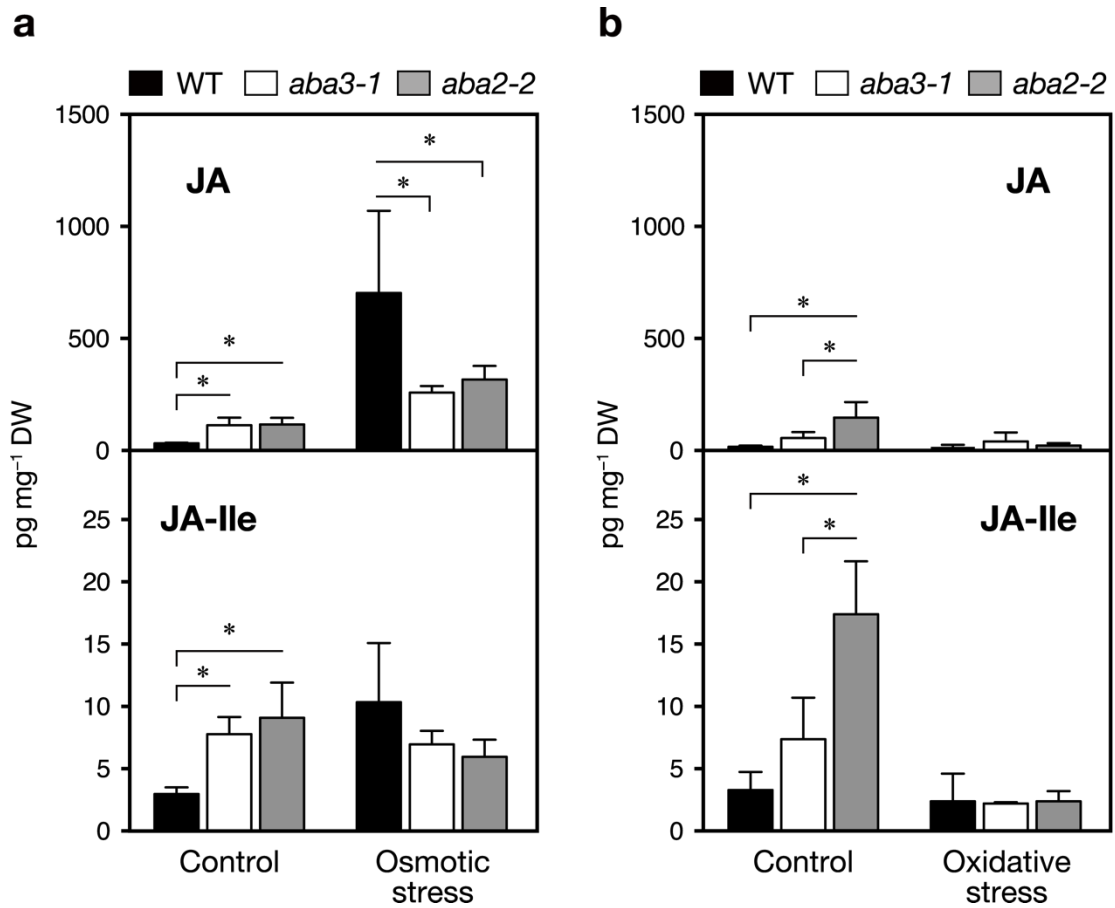 a
WT aba3-1 aba2-2
1500
1000
500
0
JA
* *
* *
25
20
15
10
5
0
JA-Ile
* *
pg mg⁻¹ DW
Control Osmotic stress
b
WT aba3-1 aba2-2
1500
1000
500
0
JA
* *
25
20
15
10
5
0
JA-Ile
* *
pg mg⁻¹ DW
Control Oxidative stress